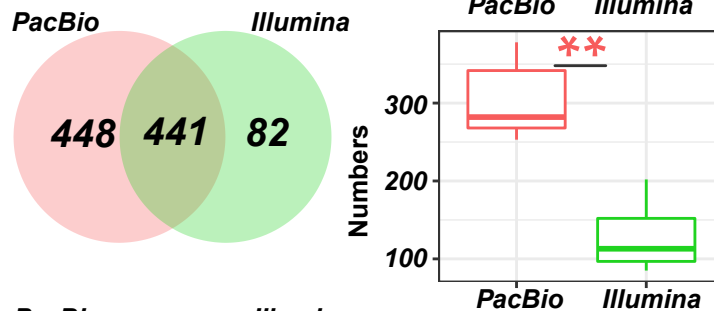 PacBio Illumina
PacBio Illumina
**
448 441 82
300
200
100
Numbers
PacBio Illumina